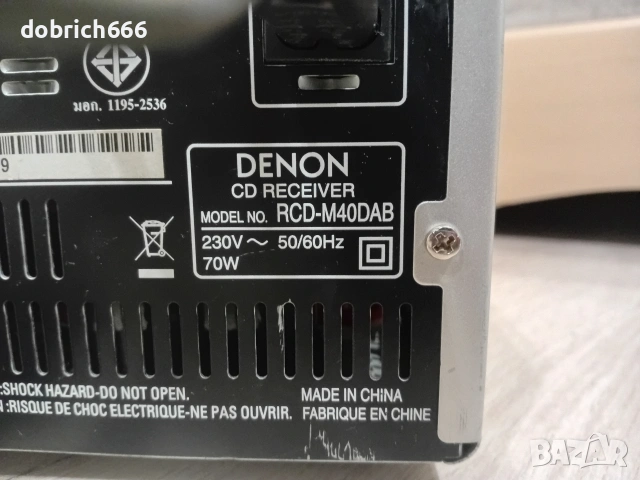 dobrich666
มอก. 1195-2536
9
DENON
CD RECEIVER
MODEL NO. RCD-M40DAB
230V ~ 50/60Hz
70W
:SHOCK HAZARD-DO NOT OPEN.
:RISQUE DE CHOC ELECTRIQUE-NE PAS OUVRIR.
MADE IN CHINA
FABRIQUE EN CHINE
BAZAR